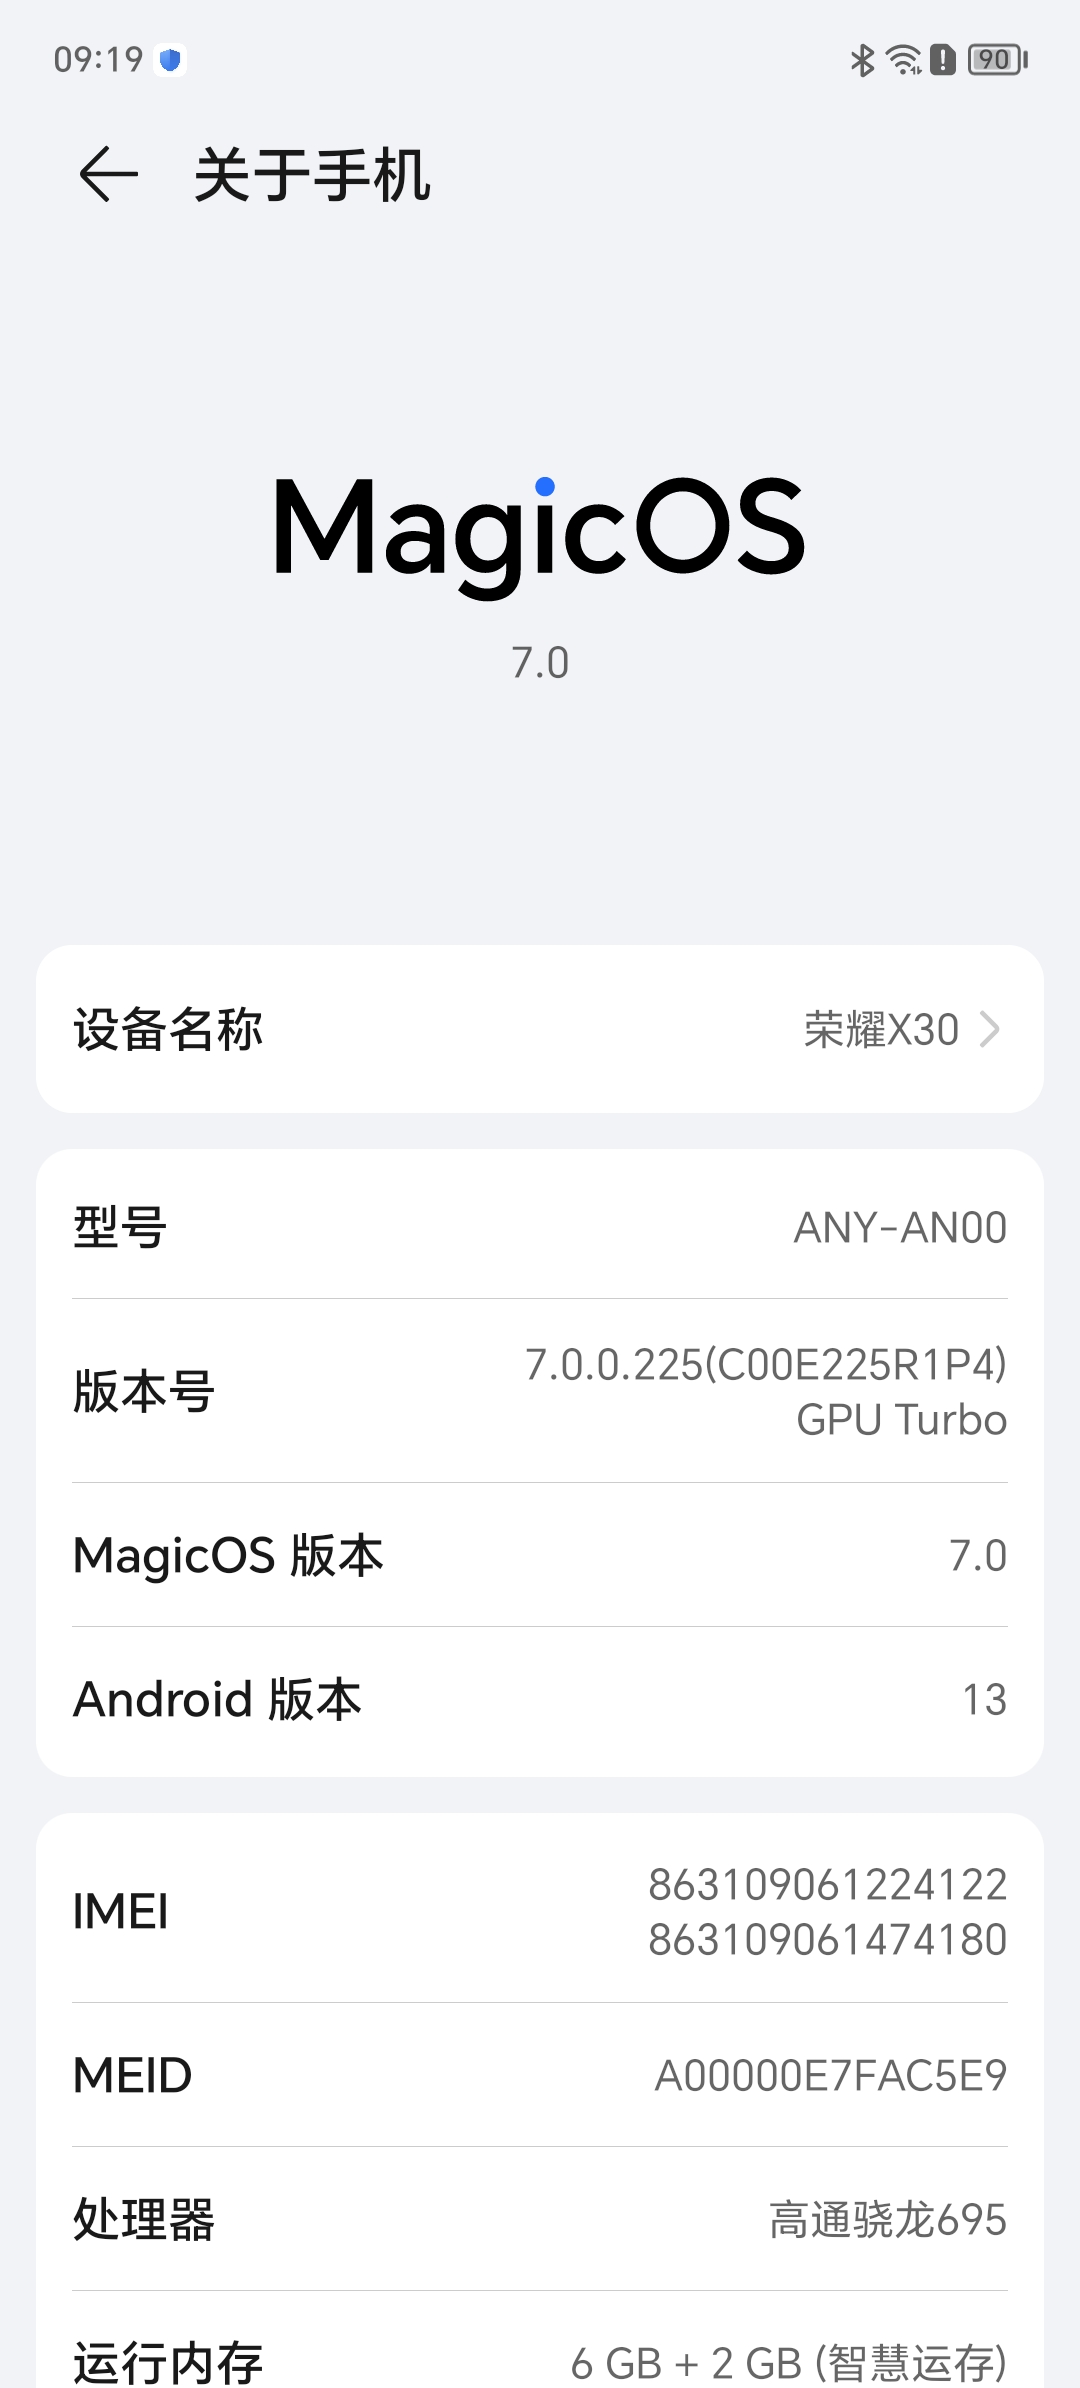 09:19
90
关于手机
MagicOS
7.0
设备名称
荣耀X30
型号
ANY-AN00
版本号
7.0.0.225(C00E225R1P4)
GPU Turbo
MagicOS 版本
7.0
Android 版本
13
IMEI
863109061224122
863109061474180
MEID
A00000E7FAC5E9
处理器
高通骁龙695
运行内存
6 GB + 2 GB (智慧运存)